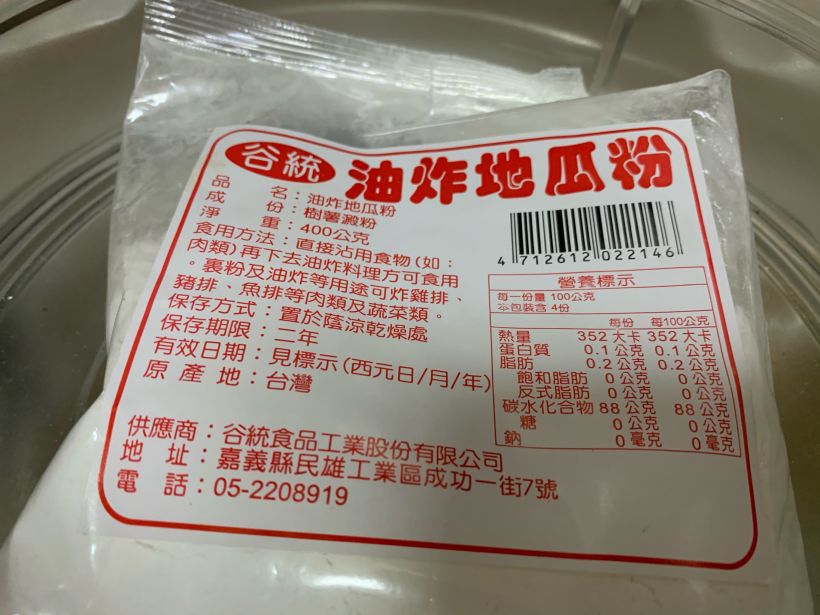 谷統 油炸地瓜粉
品名：油炸地瓜粉
成份：樹薯澱粉
淨重：400公克
食用方法：直接沾用食物(如：
肉類)再下去油炸料理方可食用
。裹粉及油炸等用途可炸雞排、
豬排、魚排等肉類及蔬菜類。
保存方式：置於蔭涼乾燥處
保存期限：二年
有效日期：見標示(西元日/月/年)
原產地：台灣
供應商：谷統食品工業股份有限公司
地址：嘉義縣民雄工業區成功一街7號
電話：05-2208919
4 712612 022146
營養標示
每一份量 100公克
本包裝含 4份
每份 每100公克
熱量 352 大卡 352 大卡
蛋白質 0.1 公克 0.1 公克
脂肪 0.2 公克 0.2 公克
飽和脂肪 0 公克 0 公克
反式脂肪 0 公克 0 公克
碳水化合物 88 公克 88 公克
糖 0 公克 0 公克
鈉 0 毫克 0 毫克